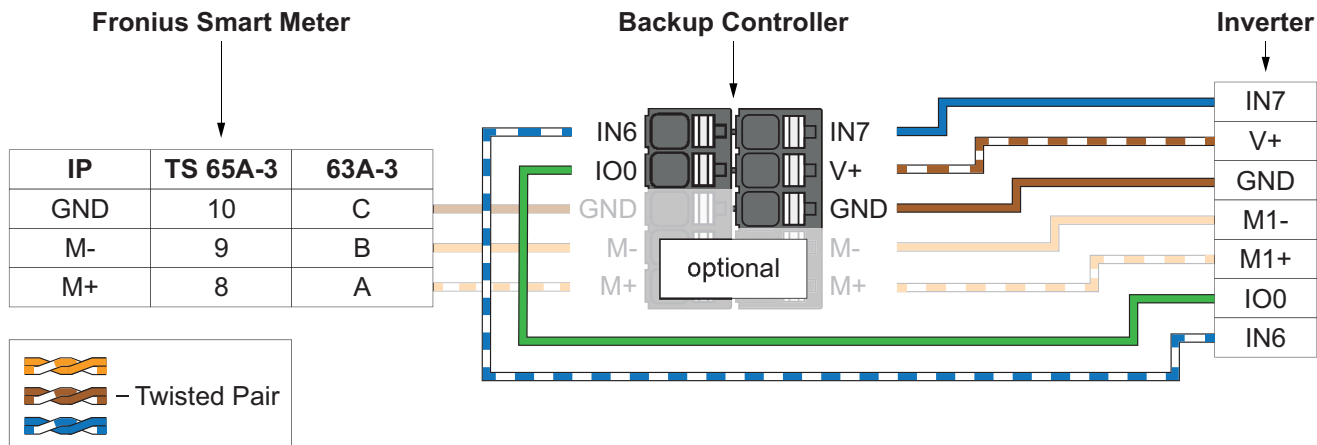 Fronius Smart Meter
Backup Controller
Inverter
IP TS 65A-3 63A-3
GND 10 C
M- 9 B
M+ 8 A
IN6
IO0
GND
M-
M+
optional
IN7
V+
GND
M-
M+
IN7
V+
GND
M1-
M1+
IO0
IN6
– Twisted Pair